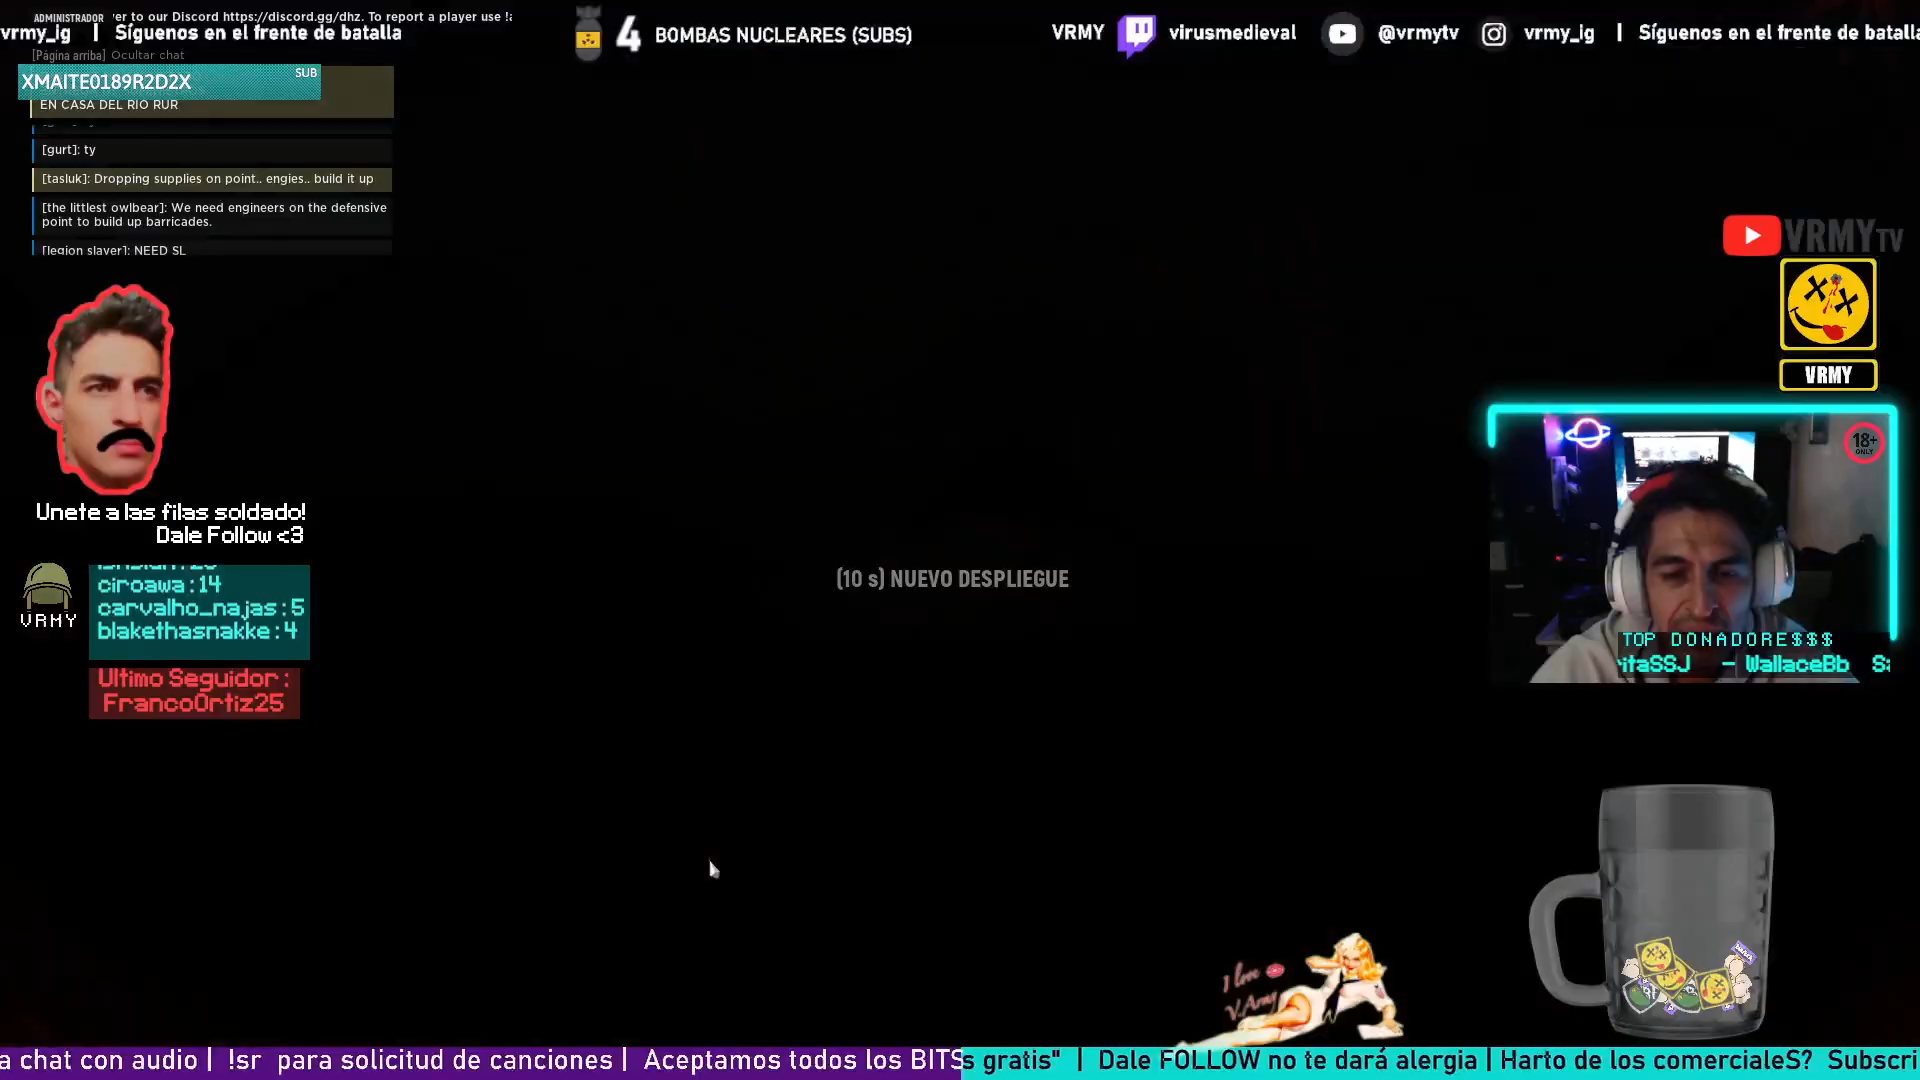 ADMINISTRADOR
ver to our Discord https://discord.gg/dhz. To report a player use !a
vrmy_ig | Síguenos en el frente de batalla
4 BOMBAS NUCLEARES (SUBS)
VRMY virusmedieval @vrmytv vrmy_ig | Síguenos en el frente de batalla
[Página arriba] Ocultar chat
XMAITE0189R2D2X SUB
EN CASA DEL RIO RUR
[gurt]: ty
[tasluk]: Dropping supplies on point.. engies.. build it up
[the littlest owlbear]: We need engineers on the defensive
point to build up barricades.
[legion slayer]: NEED SL
VRMYTV
VRMY
18+
ONLY
Unete a las filas soldado!
Dale Follow <3
VRMY
ciroawa:14
carvalho_najas:5
blakethasnakke:4
Ultimo Seguidor:
FrancoOrtiz25
(10 s) NUEVO DESPLIEGUE
TOP DONADORE$$$
itaSSJ - WallaceBb
I love
V.Army
a chat con audio | !sr para solicitud de canciones | Aceptamos todos los BITS
s gratis" | Dale FOLLOW no te dará alergia | Harto de los comercialeS? Subscri